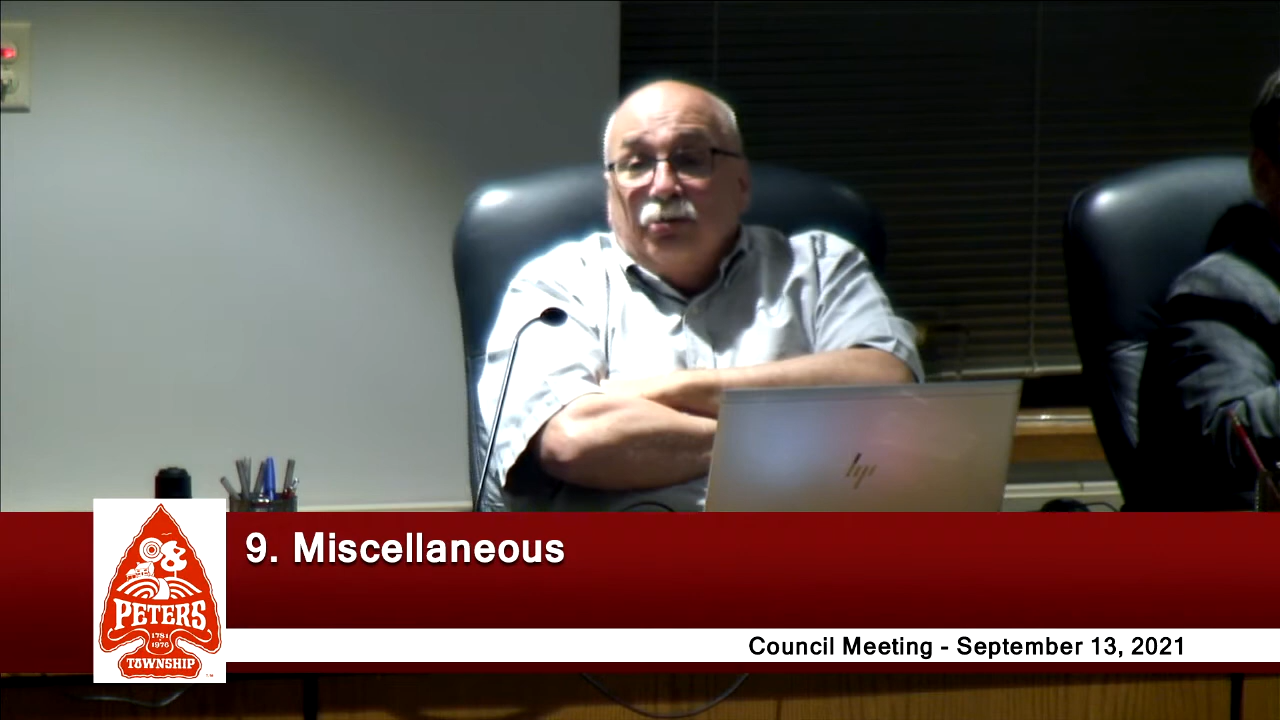 hp
9. Miscellaneous
PETERS
1781
1976
TOWNSHIP
Council Meeting - September 13, 2021